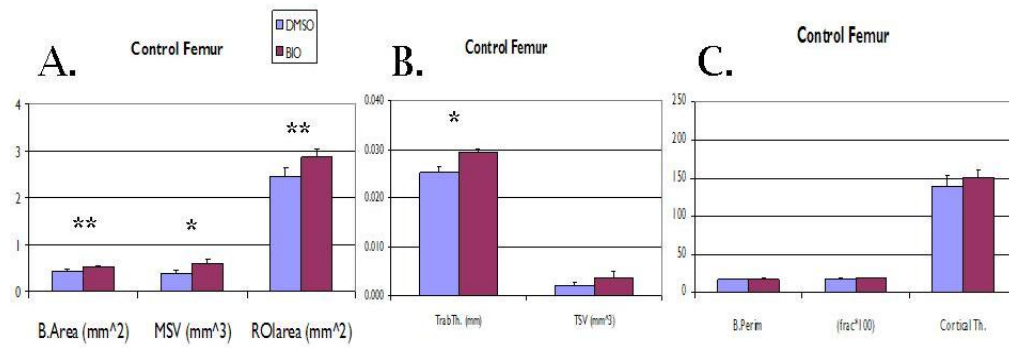 A.
Control Femur
DMSO
BIO
4
3
2
1
0
**
*
**
B.Area (mm^2)
MSV (mm^3)
ROIarea (mm^2)
B.
Control Femur
0.040
0.030
0.020
0.010
0.000
*
TrabTh. (mm)
TSV (mm^3)
C.
Control Femur
250
200
150
100
50
0
B.Perim
(frac*100)
Cortical Th.